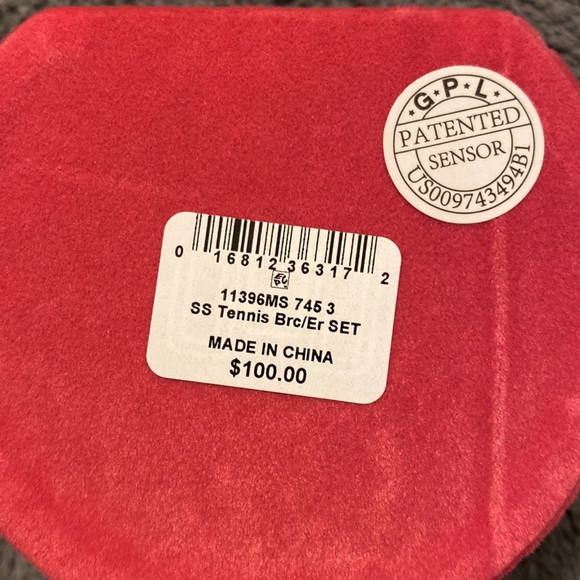 G★P★L
PATENTED
SENSOR
US009743494B1
0 16812 36317 2
11396MS 745 3
SS Tennis Brc/Er SET
MADE IN CHINA
$100.00